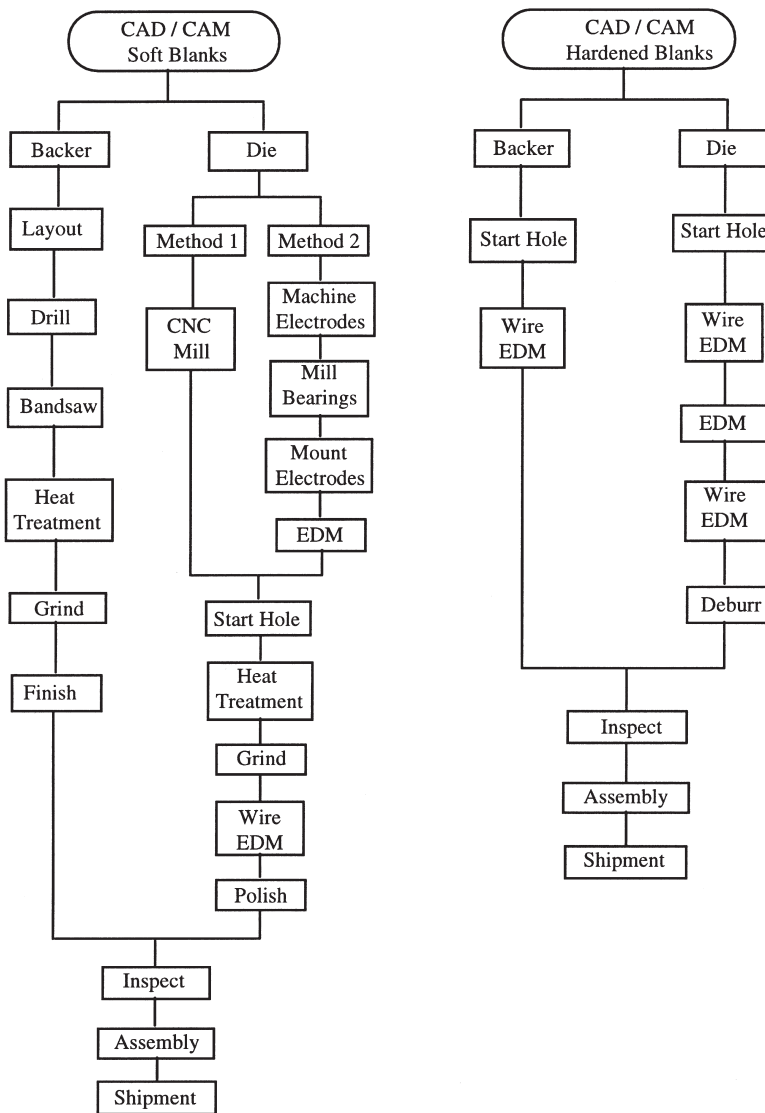 CAD / CAM
Soft Blanks
Backer
Die
Layout
Method 1
Method 2
Drill
CNC
Mill
Machine
Electrodes
Bandsaw
Mill
Bearings
Heat
Treatment
Mount
Electrodes
EDM
Grind
Start Hole
Finish
Heat
Treatment
Grind
Wire
EDM
Polish
Inspect
Assembly
Shipment
CAD / CAM
Hardened Blanks
Backer
Die
Start Hole
Start Hole
Wire
EDM
Wire
EDM
EDM
Wire
EDM
Deburr
Inspect
Assembly
Shipment